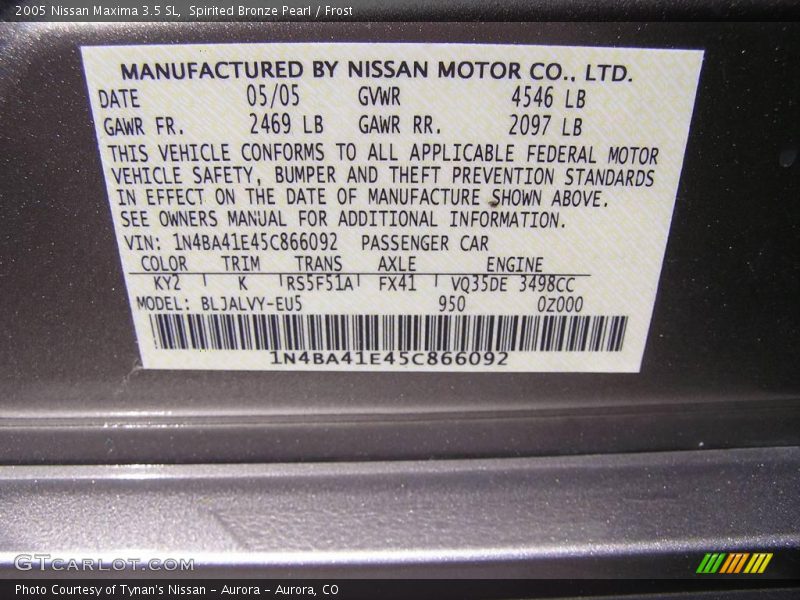 2005 Nissan Maxima 3.5 SL, Spirited Bronze Pearl / Frost
MANUFACTURED BY NISSAN MOTOR CO., LTD.
DATE 05/05 GVWR 4546 LB
GAWR FR. 2469 LB GAWR RR. 2097 LB
THIS VEHICLE CONFORMS TO ALL APPLICABLE FEDERAL MOTOR
VEHICLE SAFETY, BUMPER AND THEFT PREVENTION STANDARDS
IN EFFECT ON THE DATE OF MANUFACTURE SHOWN ABOVE.
SEE OWNERS MANUAL FOR ADDITIONAL INFORMATION.
VIN: 1N4BA41E45C866092 PASSENGER CAR
COLOR TRIM TRANS AXLE ENGINE
KY2 K RS5F51A FX41 VQ35DE 3498CC
MODEL: BLJALVY-EU5 950 0Z000
1N4BA41E45C866092
GTCARLOT.COM
Photo Courtesy of Tynan's Nissan - Aurora - Aurora, CO